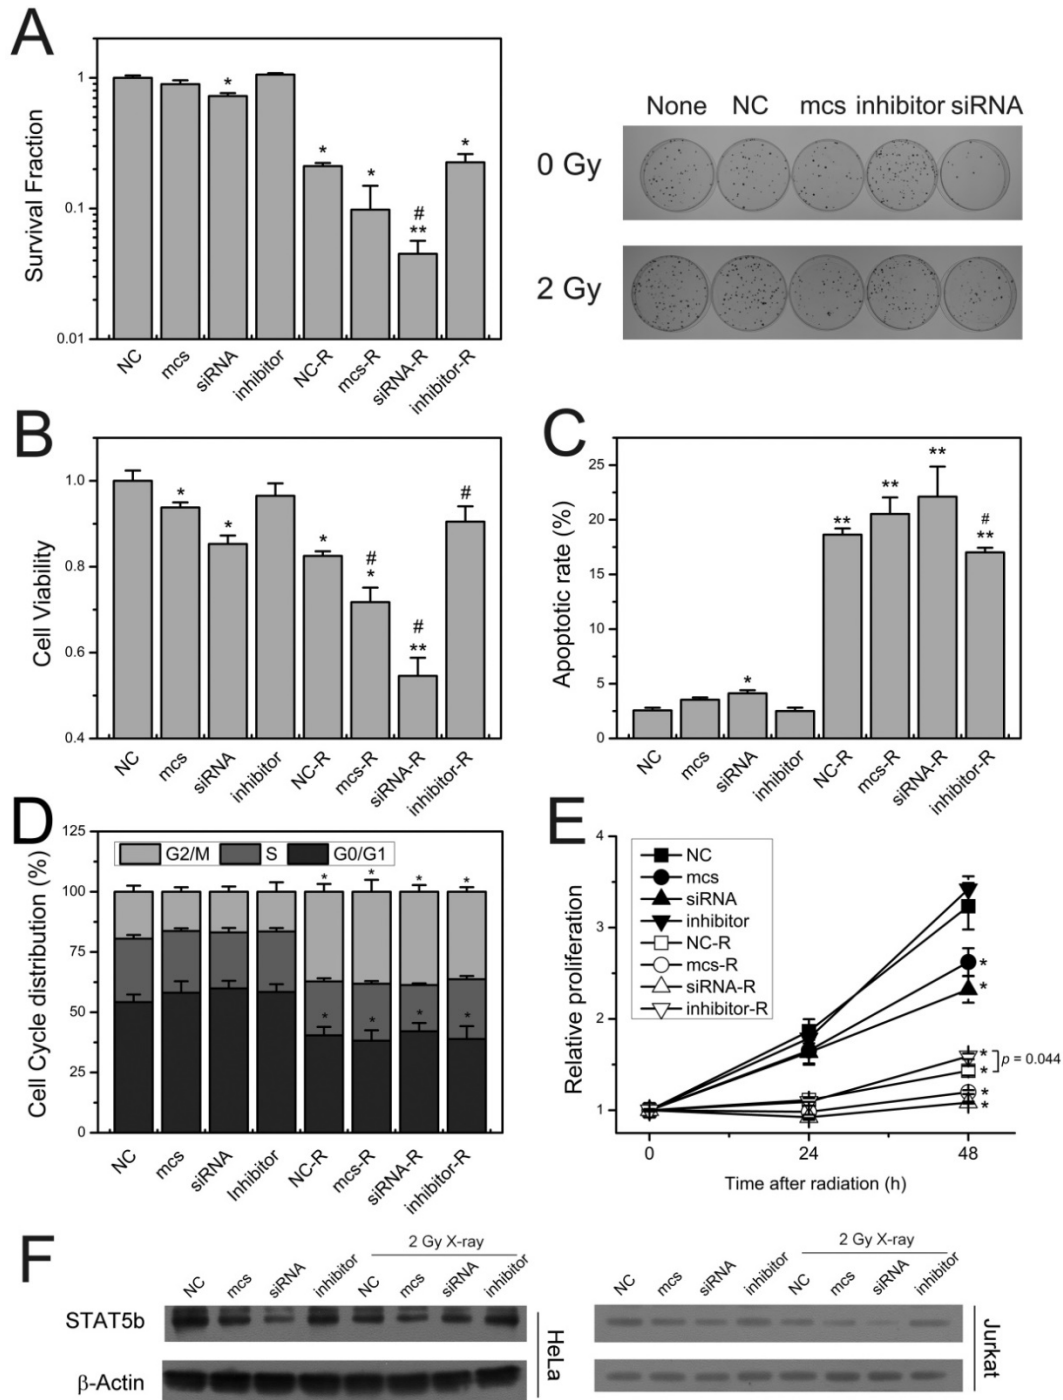 A
Survival Fraction
1
0.1
0.01
NC
mcs
siRNA
inhibitor
NC-R
mcs-R
siRNA-R
inhibitor-R
*
*
*
#
**
*
None NC mcs inhibitor siRNA
0 Gy
2 Gy
B
Cell Viability
1.0
0.8
0.6
0.4
NC
mcs
siRNA
inhibitor
NC-R
mcs-R
siRNA-R
inhibitor-R
*
*
*
#
*
#
**
#
C
Apoptotic rate (%)
25
20
15
10
5
0
NC
mcs
siRNA
inhibitor
NC-R
mcs-R
siRNA-R
inhibitor-R
*
**
**
**
#
**
D
Cell Cycle distribution (%)
125
100
75
50
25
0
G2/M S G0/G1
* * * *
* * * *
NC
mcs
siRNA
Inhibitor
NC-R
mcs-R
siRNA-R
inhibitor-R
E
Relative proliferation
4
3
2
1
NC
mcs
siRNA
inhibitor
NC-R
mcs-R
siRNA-R
inhibitor-R
*
*
*
* p = 0.044
*
*
0 24 48
Time after radiation (h)
F
2 Gy X-ray
NC mcs siRNA inhibitor NC mcs siRNA inhibitor
STAT5b
β-Actin
HeLa
2 Gy X-ray
NC mcs siRNA inhibitor NC mcs siRNA inhibitor
Jurkat